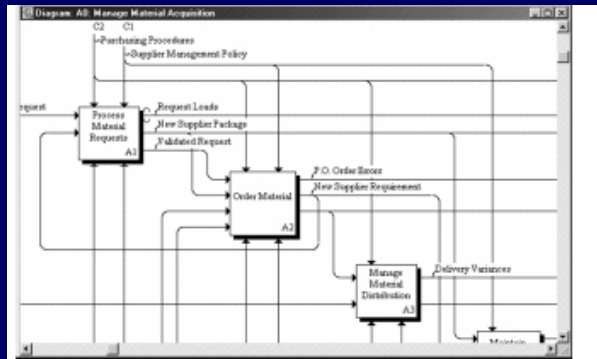 Diagram: A0: Manage Material Acquisition
C2 C1
Purchasing Procedures
Supplier Management Policy
equest
Process
Material
Requests
A1
Request Loads
New Supplier Package
Validated Request
Order Material
A2
P.O. Order Errors
New Supplier Requirement
Manage
Material
Distribution
A3
Delivery Variances
Maintain